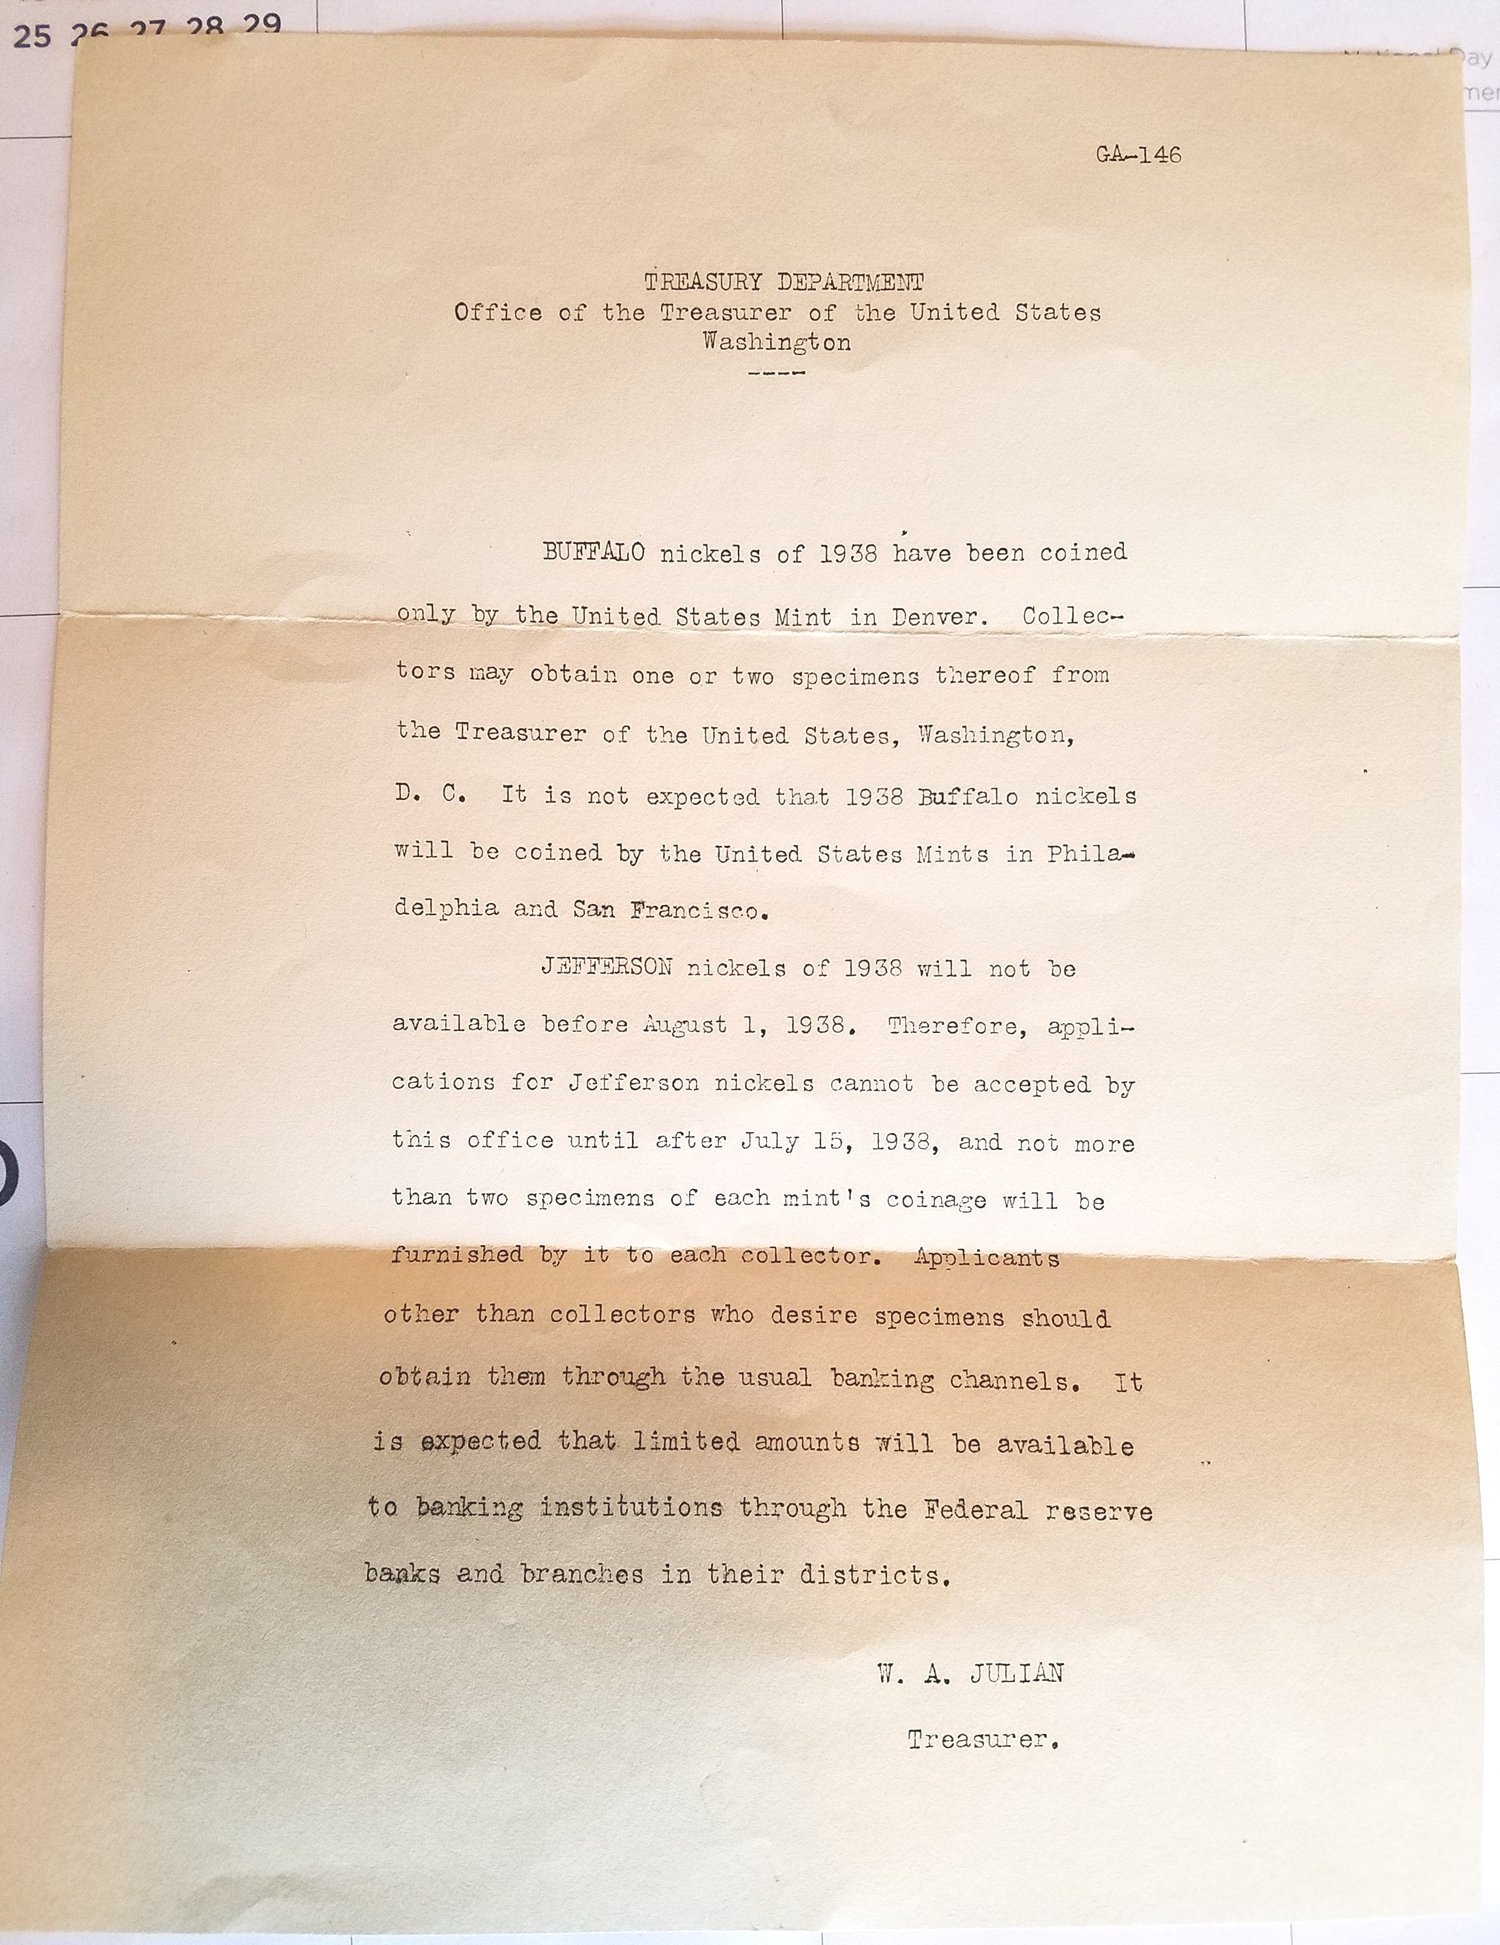 25 26 27 28 29
GA-146
TREASURY DEPARTMENT
Office of the Treasurer of the United States
Washington
----
BUFFALO nickels of 1938 have been coined
only by the United States Mint in Denver. Collec-
tors may obtain one or two specimens thereof from
the Treasurer of the United States, Washington,
D. C. It is not expected that 1938 Buffalo nickels
will be coined by the United States Mints in Phila-
delphia and San Francisco.
JEFFERSON nickels of 1938 will not be
available before August 1, 1938. Therefore, appli-
cations for Jefferson nickels cannot be accepted by
this office until after July 15, 1938, and not more
than two specimens of each mint's coinage will be
furnished by it to each collector. Applicants
other than collectors who desire specimens should
obtain them through the usual banking channels. It
is expected that limited amounts will be available
to banking institutions through the Federal reserve
banks and branches in their districts.
W. A. JULIAN
Treasurer.